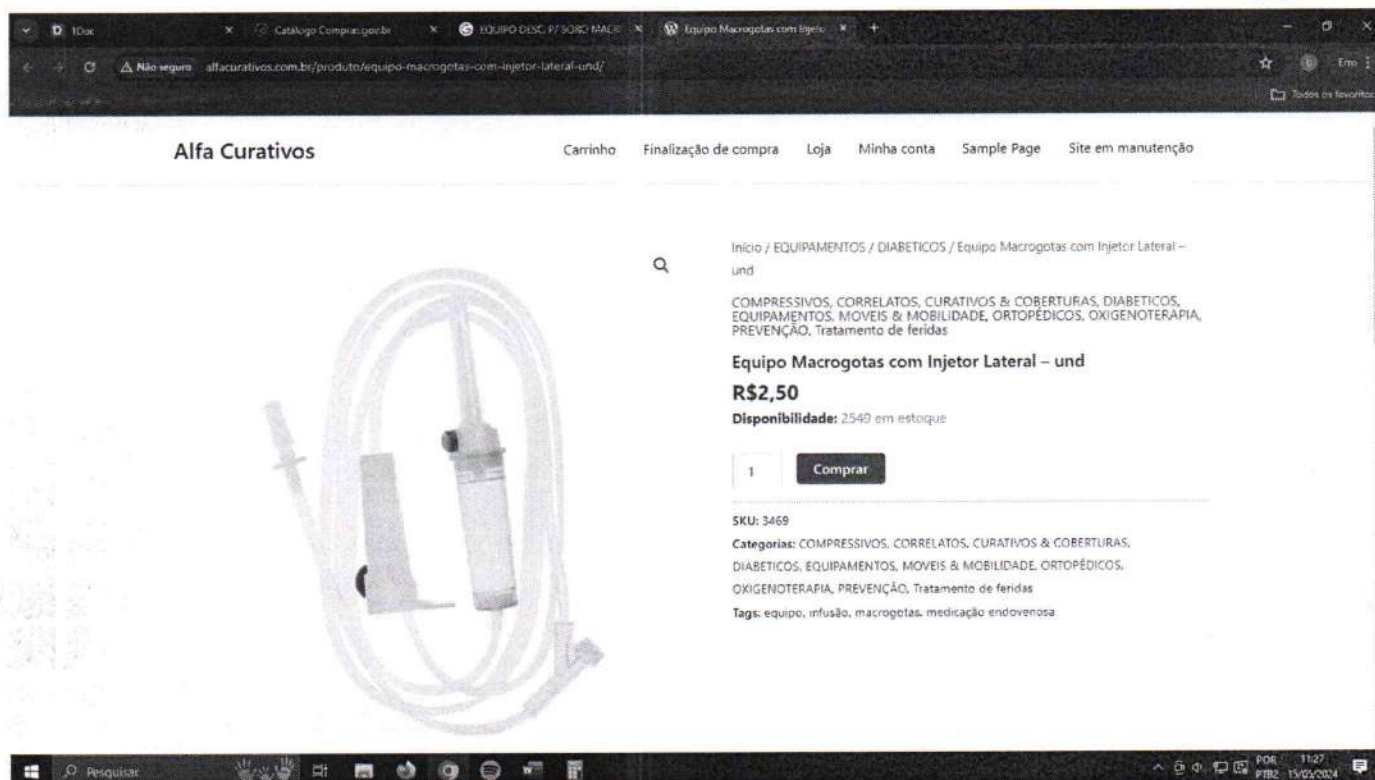 1Doc
Catálogo Compras.gov.br
EQUIPO DESC. P/ SORO MACR
Equipo Macrogotas com Injeto
Não seguro alfacurativos.com.br/produto/equipo-macrogotas-com-injetor-lateral-und/
Todos os favoritos
Alfa Curativos
Carrinho Finalização de compra Loja Minha conta Sample Page Site em manutenção
Início / EQUIPAMENTOS / DIABETICOS / Equipo Macrogotas com Injetor Lateral –
und
COMPRESSIVOS, CORRELATOS, CURATIVOS & COBERTURAS, DIABETICOS,
EQUIPAMENTOS, MOVEIS & MOBILIDADE, ORTOPÉDICOS, OXIGENOTERAPIA,
PREVENÇÃO, Tratamento de feridas
Equipo Macrogotas com Injetor Lateral – und
R$2,50
Disponibilidade: 2549 em estoque
1 Comprar
SKU: 3469
Categorias: COMPRESSIVOS, CORRELATOS, CURATIVOS & COBERTURAS,
DIABETICOS, EQUIPAMENTOS, MOVEIS & MOBILIDADE, ORTOPÉDICOS,
OXIGENOTERAPIA, PREVENÇÃO, Tratamento de feridas
Tags: equipo, infusão, macrogotas, medicação endovenosa
Pesquisar
POR 11:27
PTB2 15/05/2024